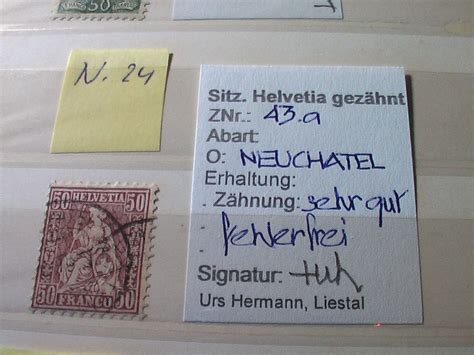 50
N. 24
Sitz. Helvetia gezähnt
ZNr.: 43.a
Abart:
O: NEUCHATEL
Erhaltung:
. Zähnung: sehr gut
. fehlerfrei
Signatur:
Urs Hermann, Liestal
50 HELVETIA 50
50 FRANCO 50